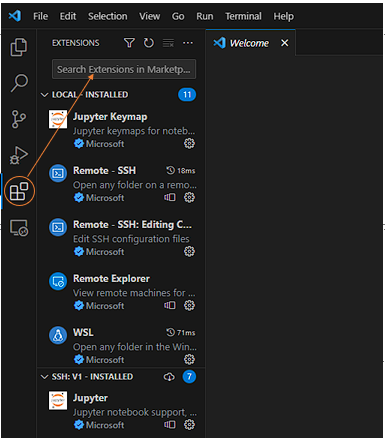 File Edit Selection View Go Run Terminal Help
EXTENSIONS
Welcome
Search Extensions in Marketp...
LOCAL - INSTALLED 11
Jupyter Keymap
Jupyter keymaps for noteb...
Microsoft
Remote - SSH 18ms
Open any folder on a remo...
Microsoft
Remote - SSH: Editing C...
Edit SSH configuration files
Microsoft
Remote Explorer
View remote machines for ...
Microsoft
WSL 71ms
Open any folder in the Win...
Microsoft
SSH: V1 - INSTALLED 7
Jupyter
Jupyter notebook support, ...
Microsoft